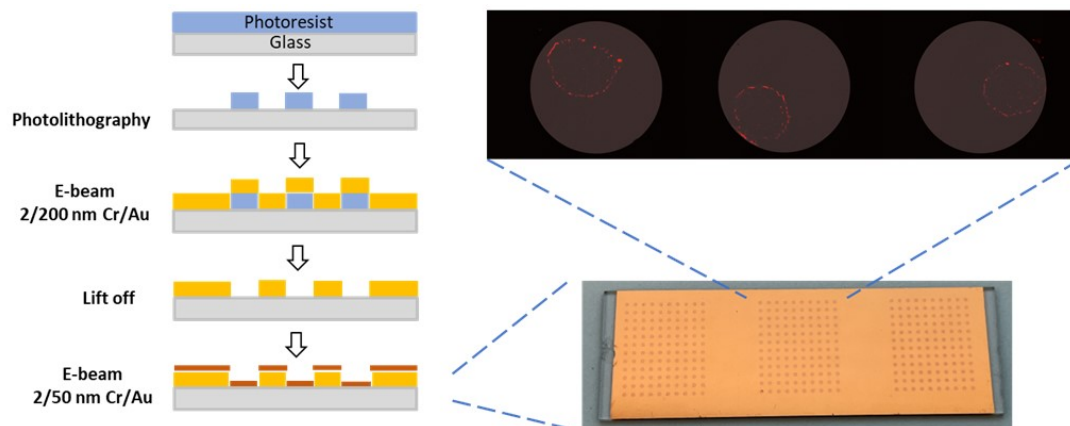 Photoresist
Glass
Photolithography
E-beam
2/200 nm Cr/Au
Lift off
E-beam
2/50 nm Cr/Au